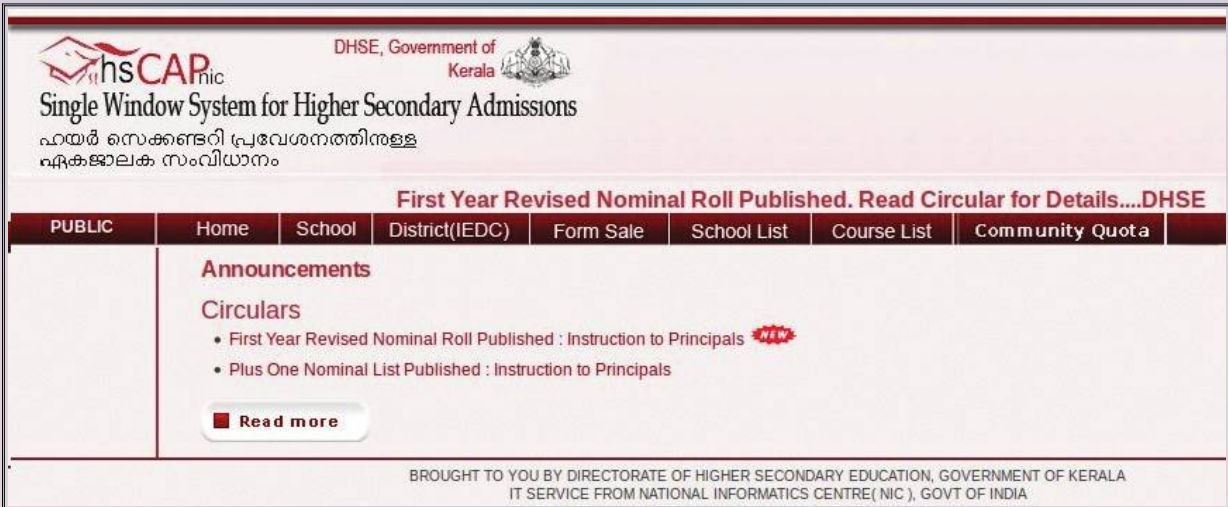 DHSE, Government of
Kerala
hsCAPnic
Single Window System for Higher Secondary Admissions
ഹയർ സെക്കണ്ടറി പ്രവേശനത്തിനുള്ള
ഏകജാലക സംവിധാനം
First Year Revised Nominal Roll Published. Read Circular for Details....DHSE
PUBLIC Home School District(IEDC) Form Sale School List Course List Community Quota
Announcements
Circulars
• First Year Revised Nominal Roll Published : Instruction to Principals NEW
• Plus One Nominal List Published : Instruction to Principals
Read more
BROUGHT TO YOU BY DIRECTORATE OF HIGHER SECONDARY EDUCATION, GOVERNMENT OF KERALA
IT SERVICE FROM NATIONAL INFORMATICS CENTRE( NIC ), GOVT OF INDIA